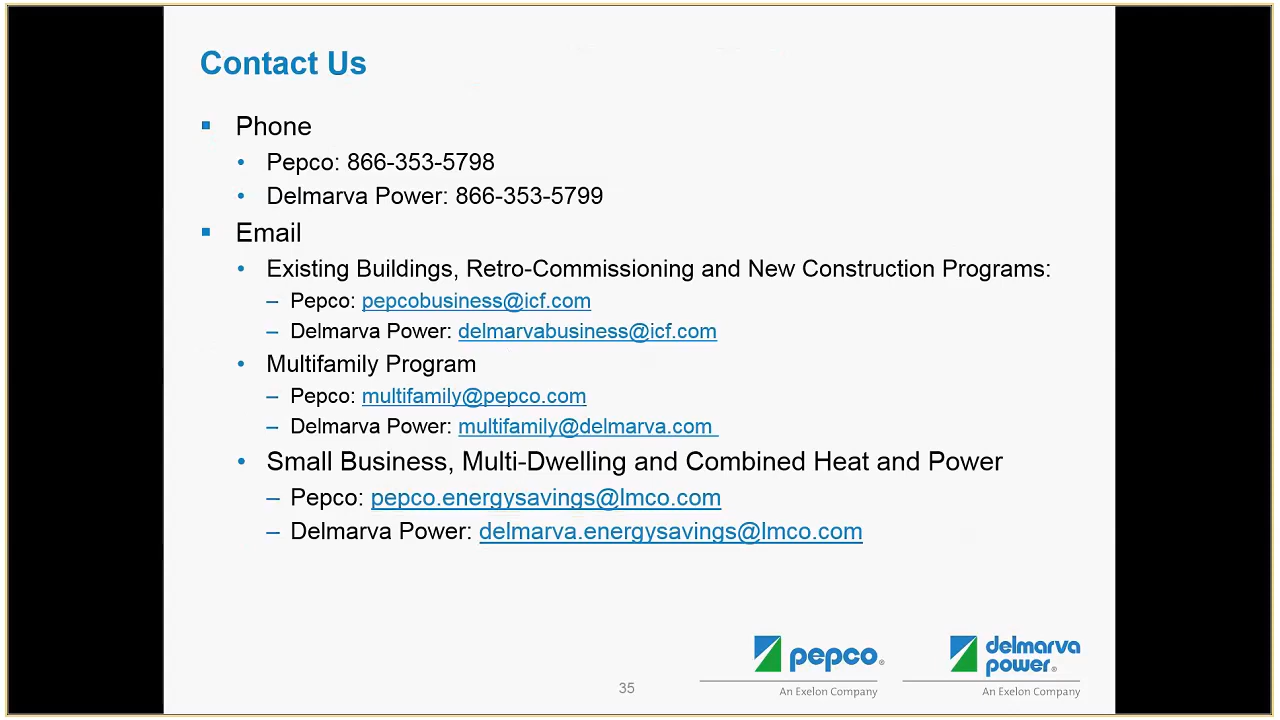 Contact Us
▪ Phone
• Pepco: 866-353-5798
• Delmarva Power: 866-353-5799
▪ Email
• Existing Buildings, Retro-Commissioning and New Construction Programs:
– Pepco: pepcobusiness@icf.com
– Delmarva Power: delmarvabusiness@icf.com
• Multifamily Program
– Pepco: multifamily@pepco.com
– Delmarva Power: multifamily@delmarva.com
• Small Business, Multi-Dwelling and Combined Heat and Power
– Pepco: pepco.energysavings@lmco.com
– Delmarva Power: delmarva.energysavings@lmco.com
pepco®
An Exelon Company
delmarva
power®
An Exelon Company
35